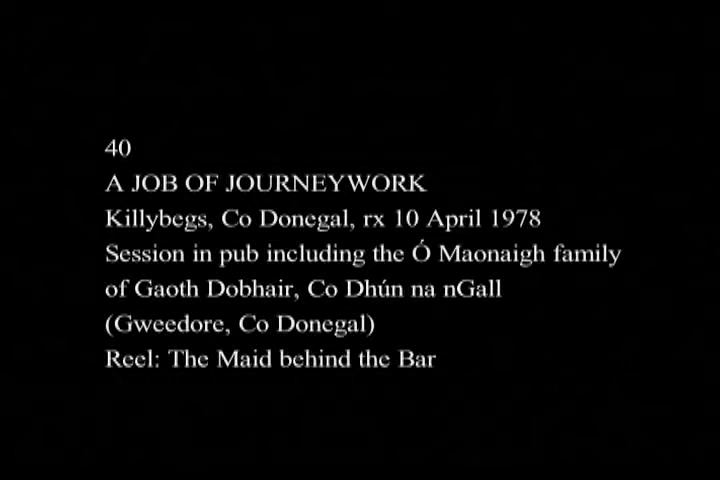 40
A JOB OF JOURNEYWORK
Killybegs, Co Donegal, rx 10 April 1978
Session in pub including the Ó Maonaigh family
of Gaoth Dobhair, Co Dhún na nGall
(Gweedore, Co Donegal)
Reel: The Maid behind the Bar